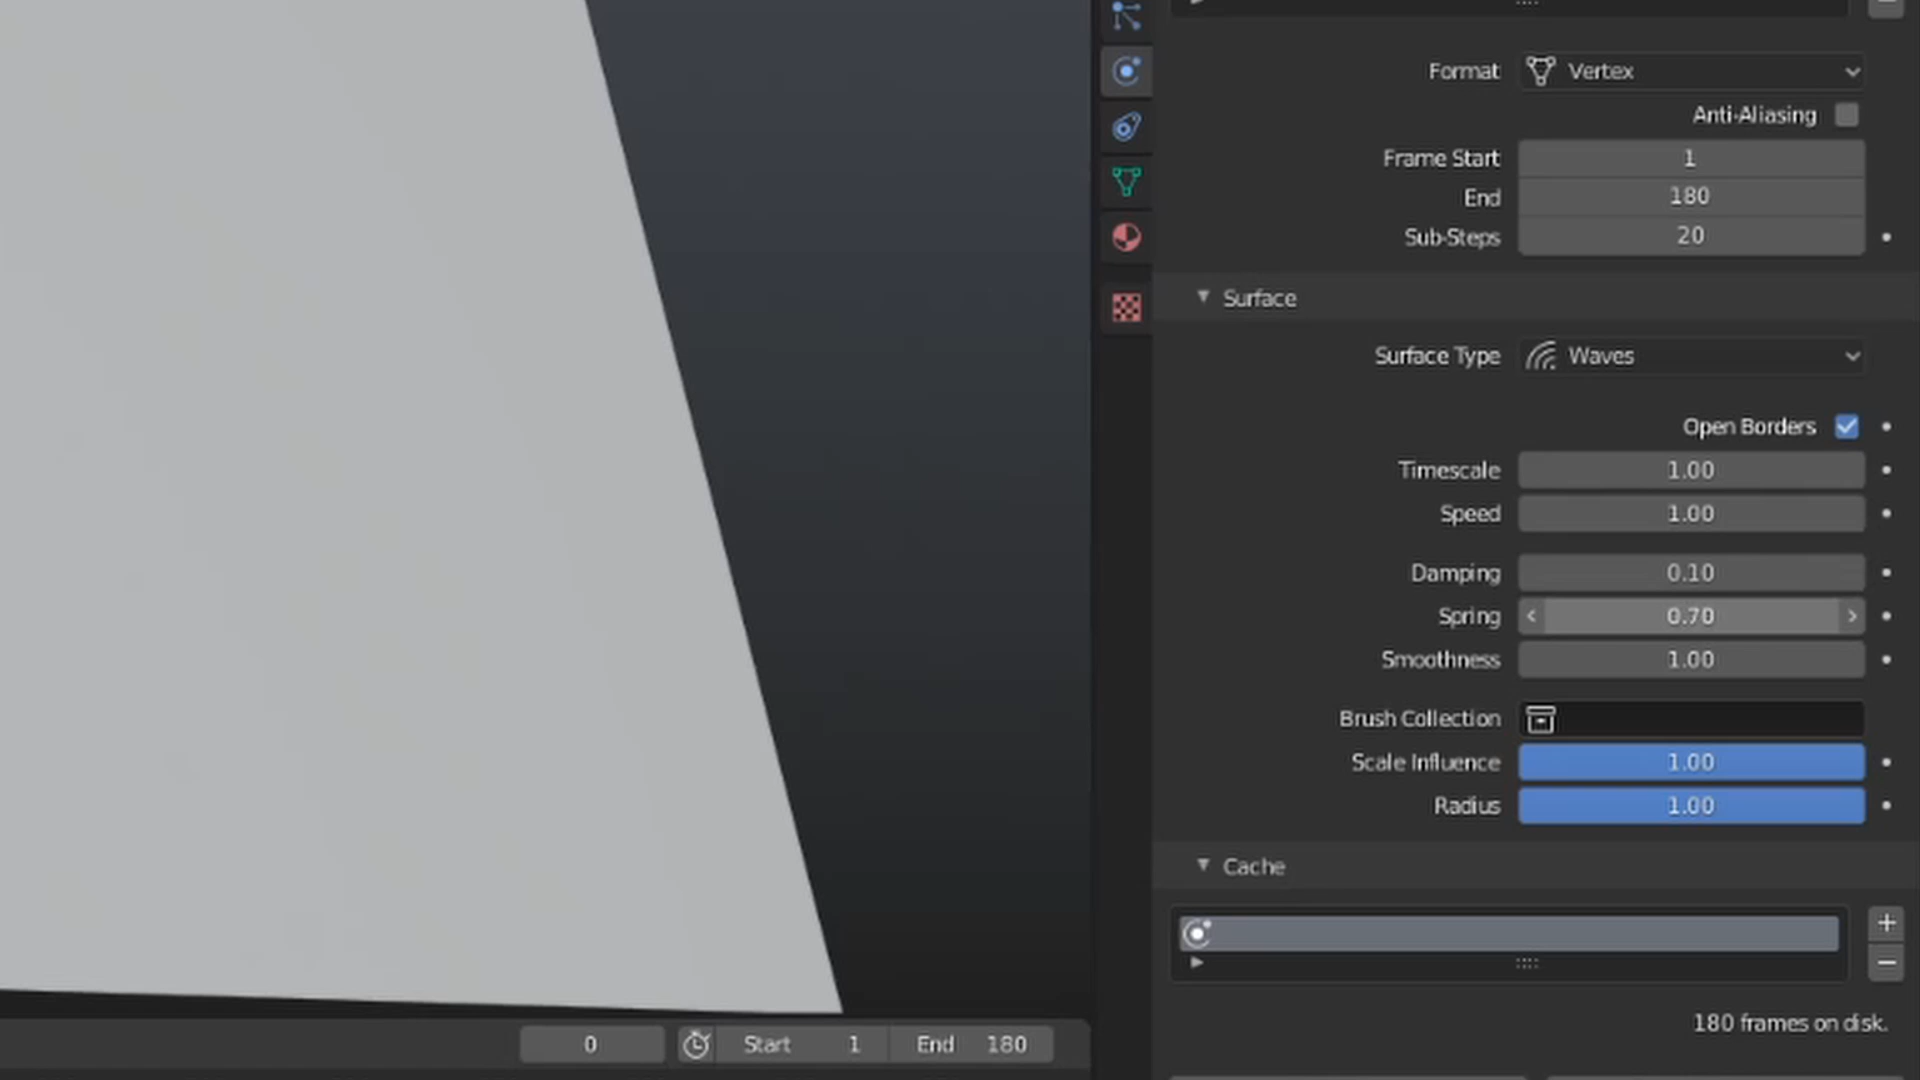 Format Vertex
Anti-Aliasing
Frame Start 1
End 180
Sub-Steps 20
Surface
Surface Type Waves
Open Borders
Timescale 1.00
Speed 1.00
Damping 0.10
Spring 0.70
Smoothness 1.00
Brush Collection
Scale Influence 1.00
Radius 1.00
Cache
180 frames on disk.
0 Start 1 End 180